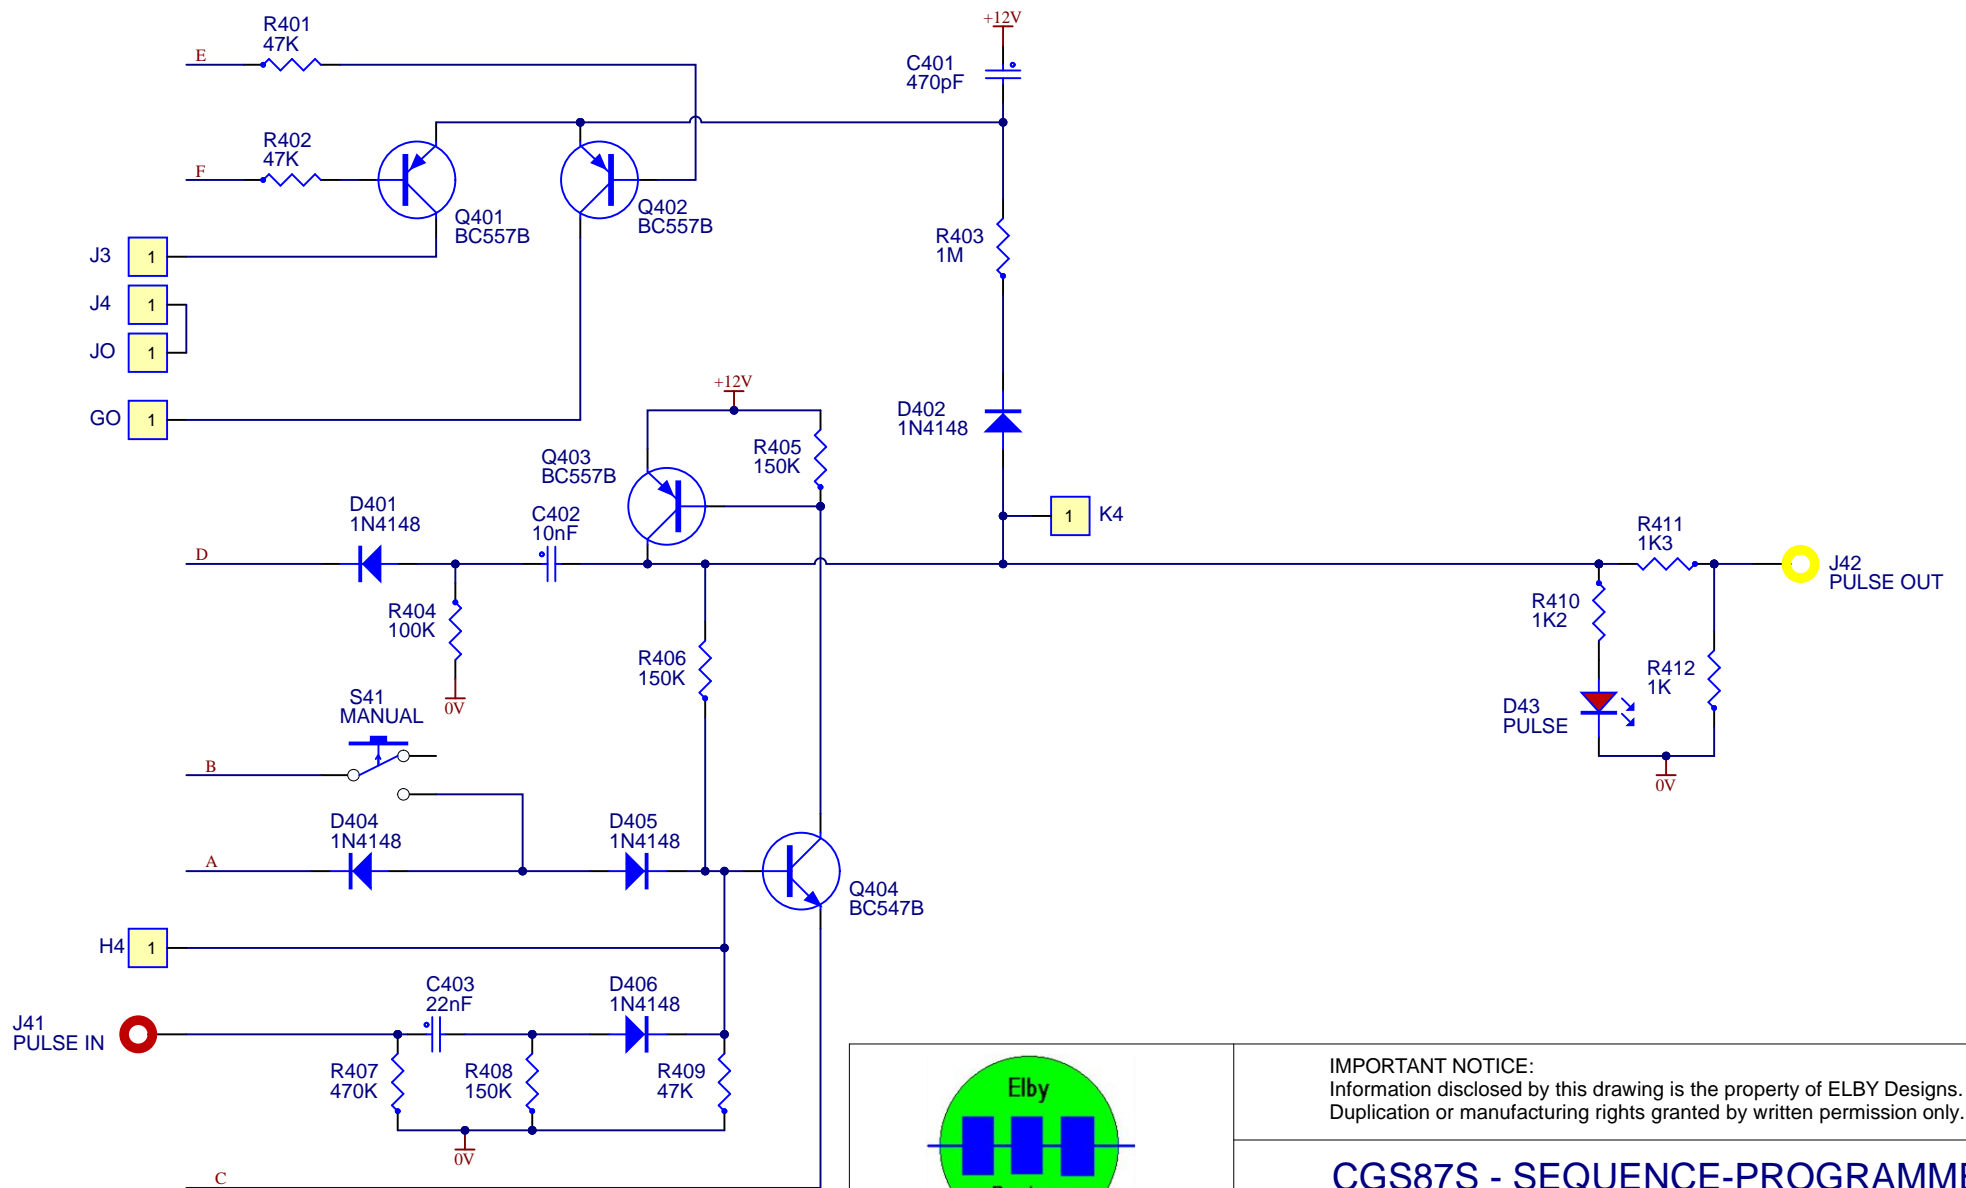 R401
47K
E
+12V
C401
470pF
R402
47K
F
Q401
BC557B
Q402
BC557B
R403
1M
J3 1
J4 1
JO 1
GO 1
+12V
D402
1N4148
Q403
BC557B
R405
150K
D401
1N4148
C402
10nF
1 K4
R411
1K3
D
J42
PULSE OUT
R404
100K
R410
1K2
R406
150K
R412
1K
0V
S41
MANUAL
D43
PULSE
B
0V
D404
1N4148
D405
1N4148
A
Q404
BC547B
H4 1
C403
22nF
D406
1N4148
J41
PULSE IN
R407
470K
R408
150K
R409
47K
0V
C
Elby
IMPORTANT NOTICE:
Information disclosed by this drawing is the property of ELBY Designs.
Duplication or manufacturing rights granted by written permission only.
CGS87S - SEQUENCE-PROGRAMME